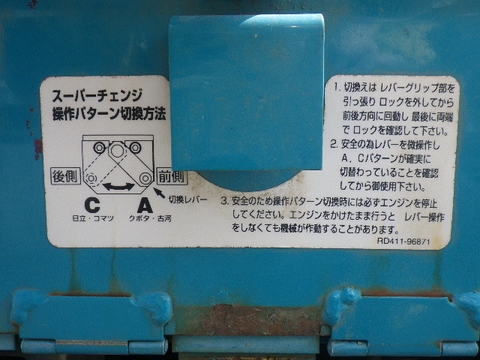 スーパーチェンジ
操作パターン切換方法
後側
前側
切換レバー
C
A
日立・コマツ
クボタ・古河
1. 切換えは レバーグリップ部を
引っ張り ロックを外してから
前後方向に回動し 最後に両端
で ロックを確認して下さい。
2. 安全の為レバーを微操作し
A、Cパターンが確実に
切替わっていることを確認
してから御使用下さい。
3. 安全のため操作パターン切換時には必ずエンジンを停止
してください。エンジンをかけたまま行うと レバー操作
をしなくても機械が作動することがあります。
RD411-96871